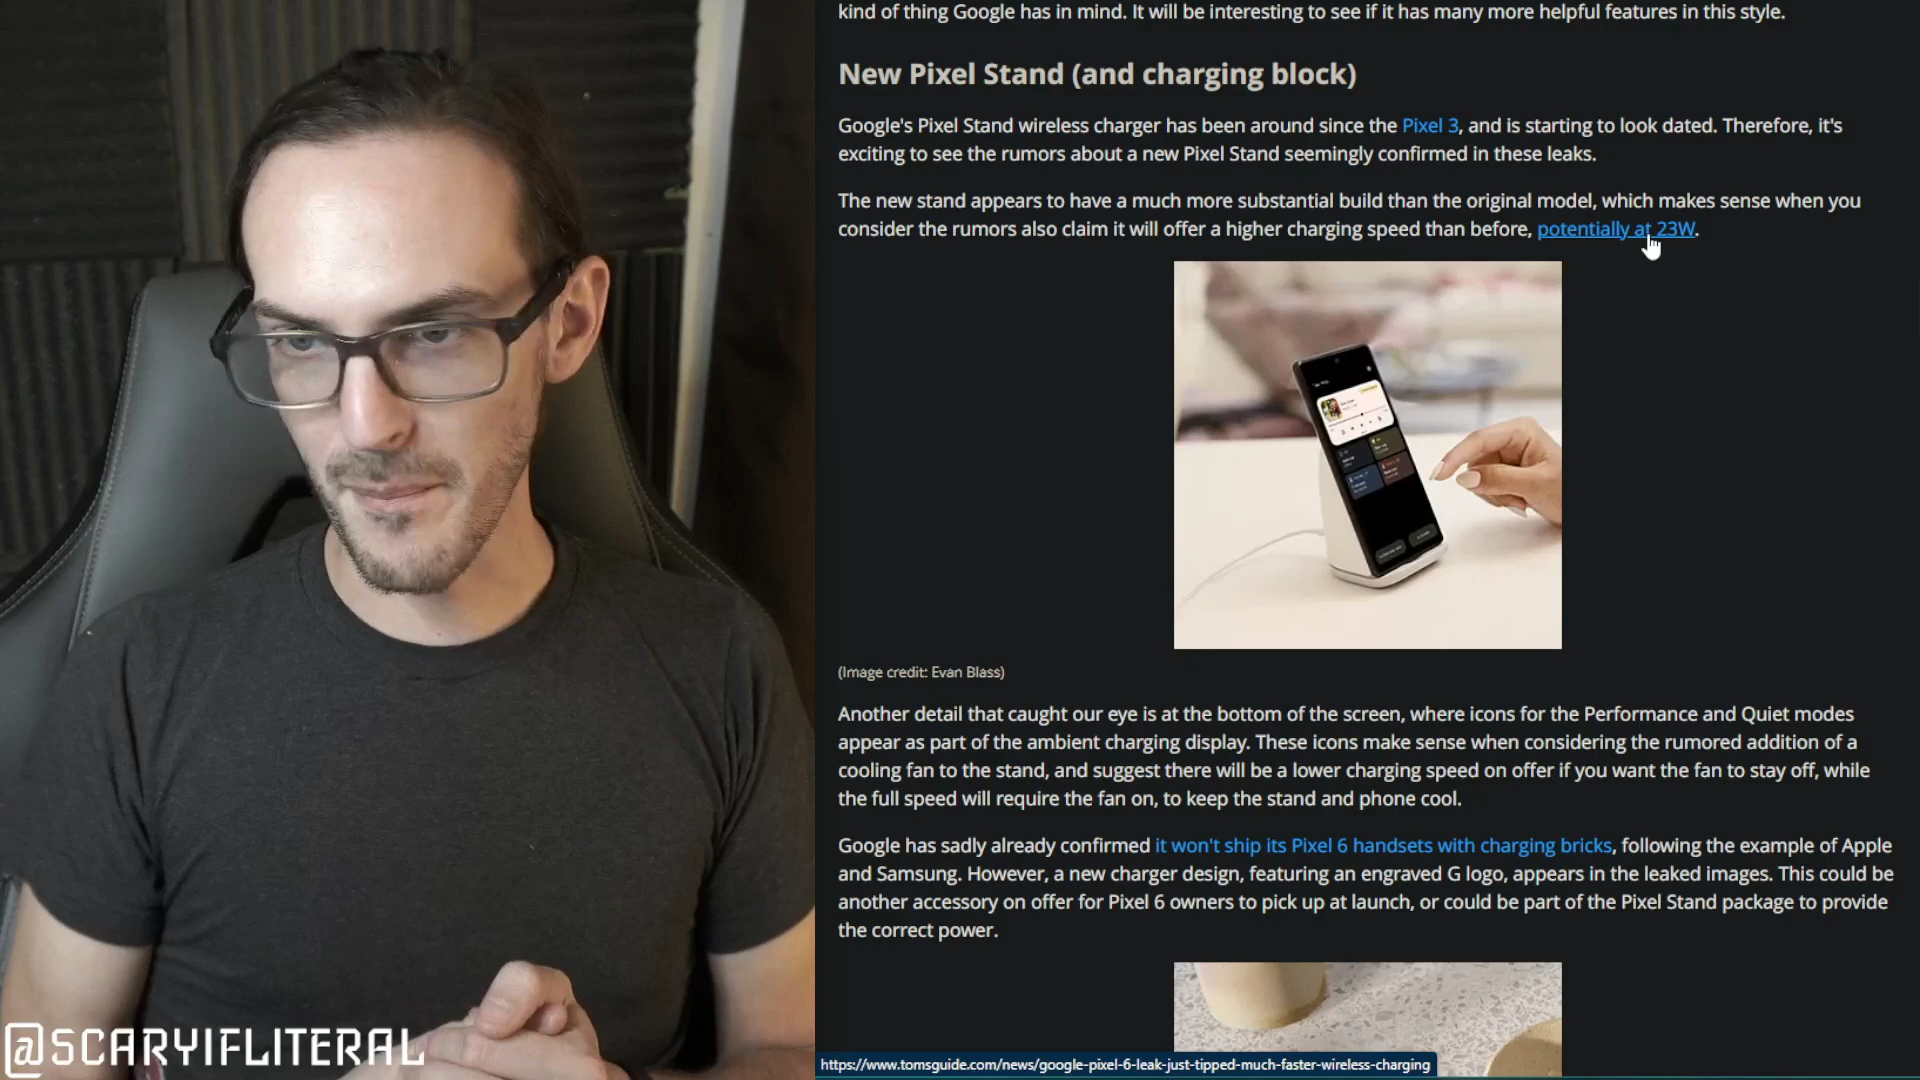 kind of thing Google has in mind. It will be interesting to see if it has many more helpful features in this style.
New Pixel Stand (and charging block)
Google's Pixel Stand wireless charger has been around since the Pixel 3, and is starting to look dated. Therefore, it's
exciting to see the rumors about a new Pixel Stand seemingly confirmed in these leaks.
The new stand appears to have a much more substantial build than the original model, which makes sense when you
consider the rumors also claim it will offer a higher charging speed than before, potentially at 23W.
(Image credit: Evan Blass)
Another detail that caught our eye is at the bottom of the screen, where icons for the Performance and Quiet modes
appear as part of the ambient charging display. These icons make sense when considering the rumored addition of a
cooling fan to the stand, and suggest there will be a lower charging speed on offer if you want the fan to stay off, while
the full speed will require the fan on, to keep the stand and phone cool.
Google has sadly already confirmed it won't ship its Pixel 6 handsets with charging bricks, following the example of Apple
and Samsung. However, a new charger design, featuring an engraved G logo, appears in the leaked images. This could be
another accessory on offer for Pixel 6 owners to pick up at launch, or could be part of the Pixel Stand package to provide
the correct power.
@SCARYIFLITERAL
https://www.tomsguide.com/news/google-pixel-6-leak-just-tipped-much-faster-wireless-charging